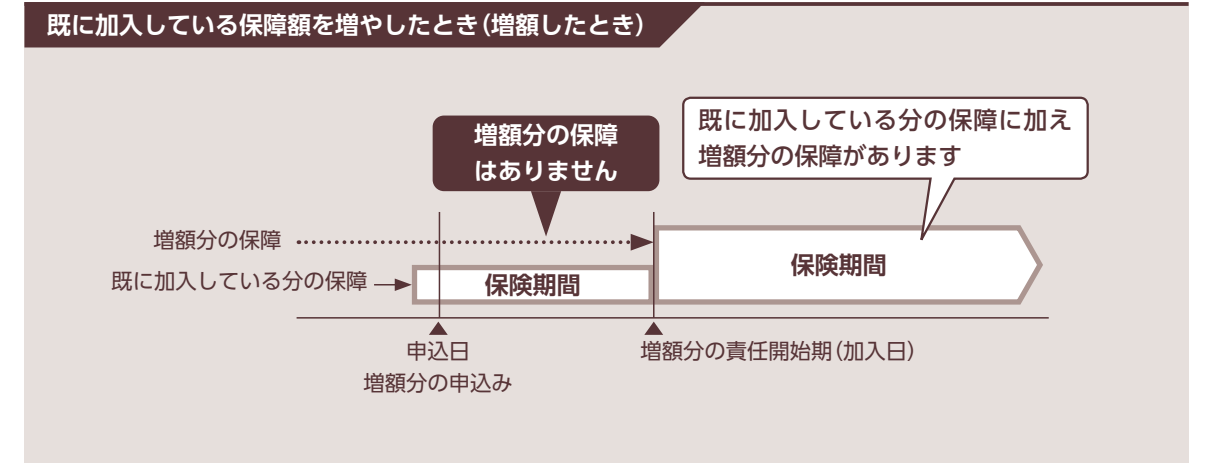 既に加入している保障額を増やしたとき(増額したとき)
増額分の保障
はありません
既に加入している分の保障に加え
増額分の保障があります
増額分の保障
既に加入している分の保障
保険期間
保険期間
申込日
増額分の申込み
増額分の責任開始期(加入日)